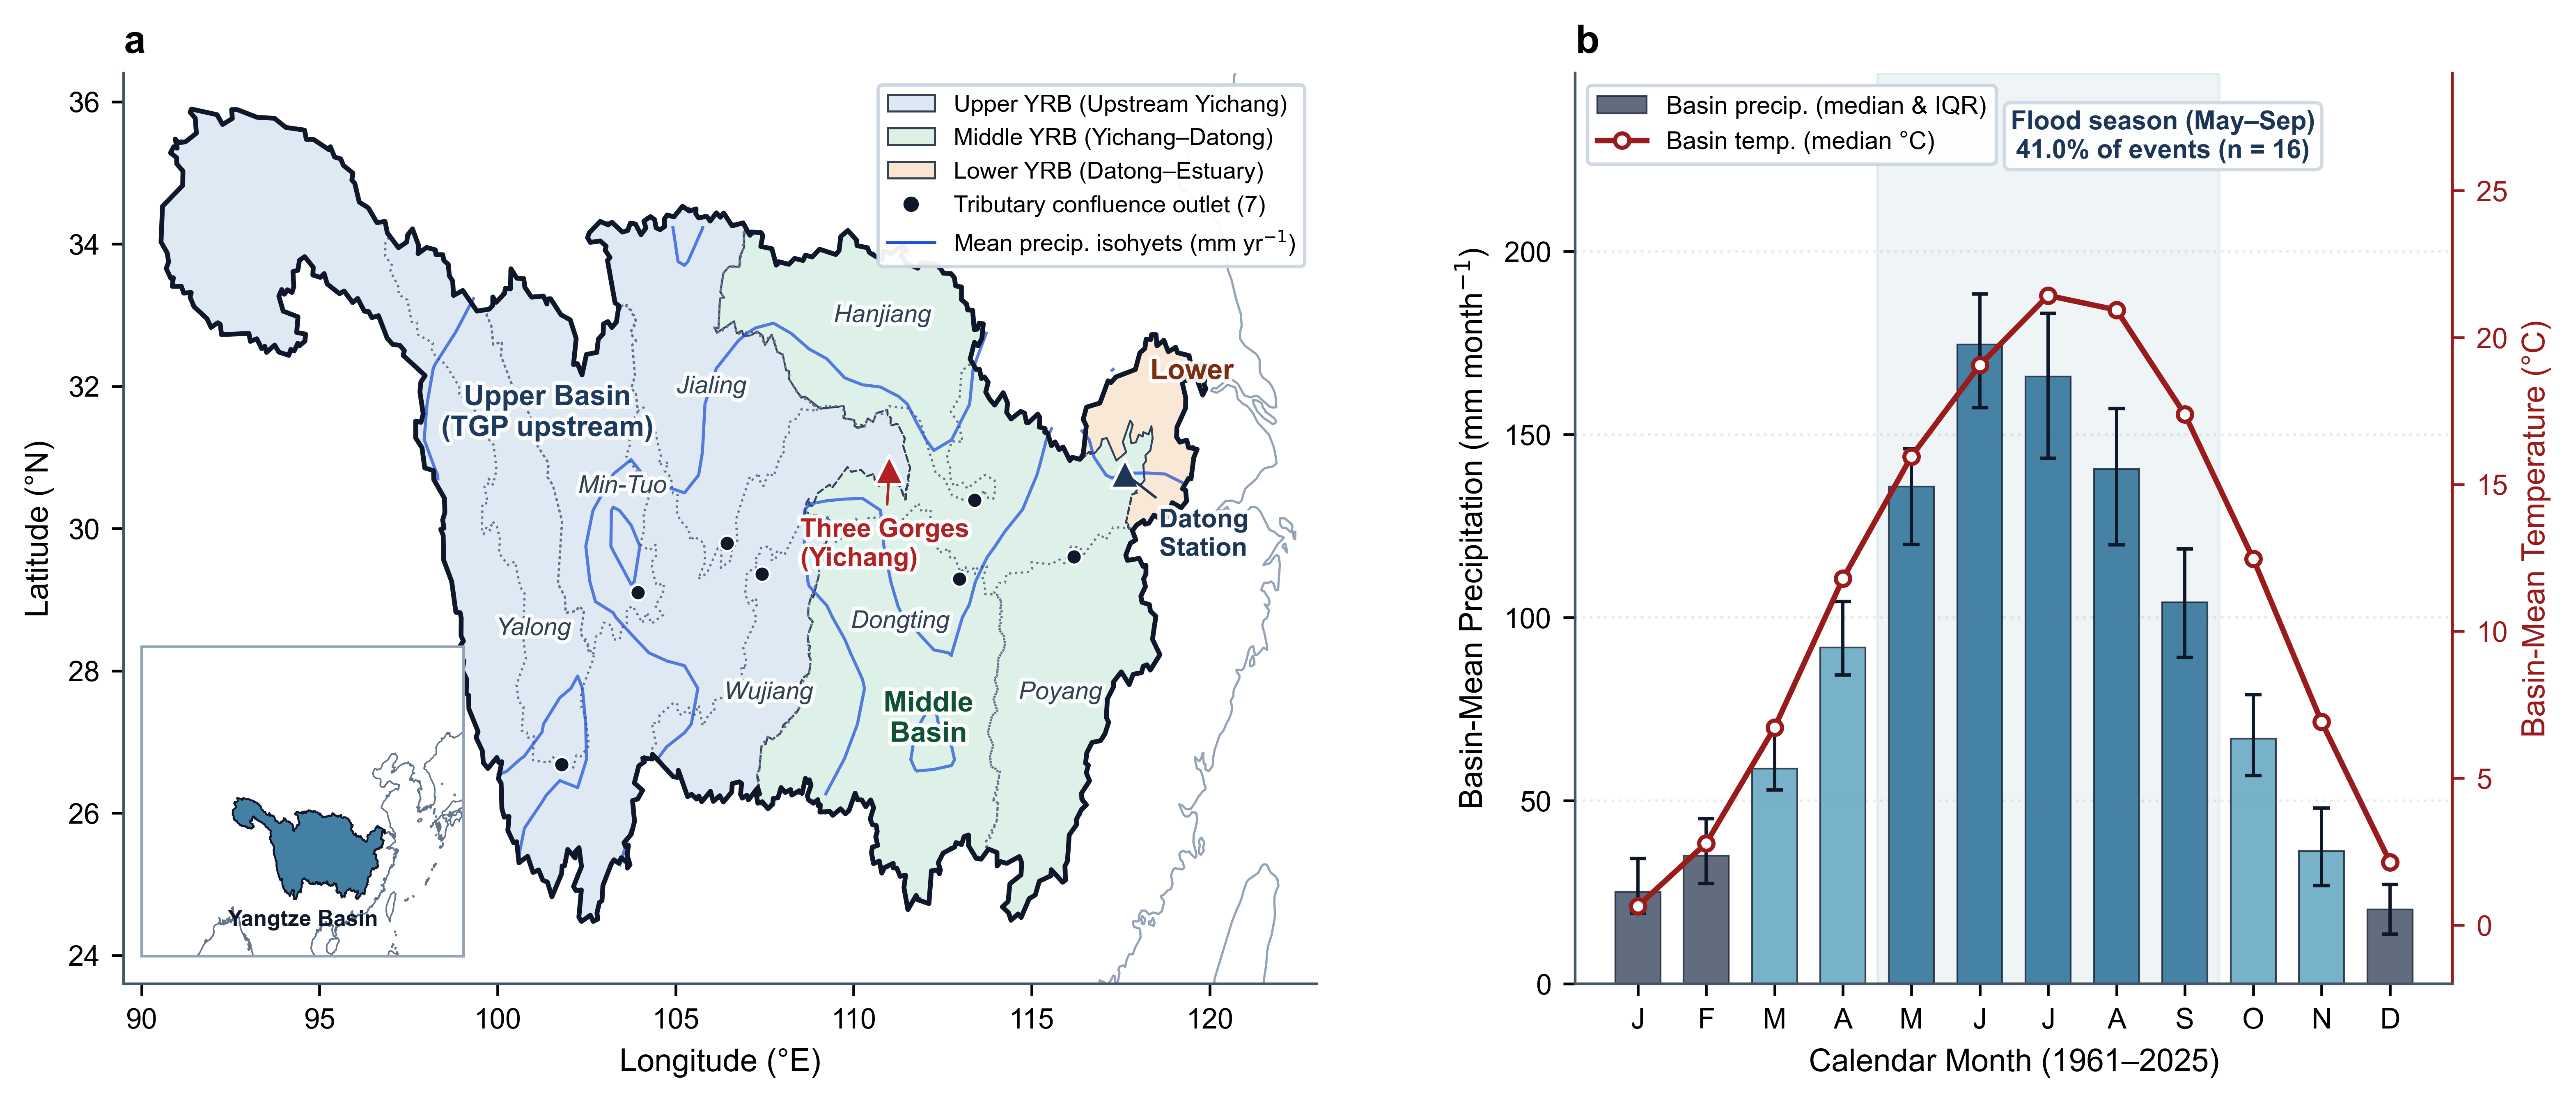 a
Upper YRB (Upstream Yichang)
Middle YRB (Yichang–Datong)
Lower YRB (Datong–Estuary)
Tributary confluence outlet (7)
Mean precip. isohyets (mm yr⁻¹)
Hanjiang
Lower
Jialing
Upper Basin
(TGP upstream)
Min-Tuo
Three Gorges
(Yichang)
Datong
Station
Yalong
Dongting
Wujiang
Poyang
Middle
Basin
Yangtze Basin
36
34
32
30
28
26
24
Latitude (°N)
90
95
100
105
110
115
120
Longitude (°E)
b
Basin precip. (median & IQR)
Basin temp. (median °C)
Flood season (May–Sep)
41.0% of events (n = 16)
200
150
100
50
0
Basin-Mean Precipitation (mm month⁻¹)
25
20
15
10
5
0
Basin-Mean Temperature (°C)
J
F
M
A
M
J
J
A
S
O
N
D
Calendar Month (1961–2025)